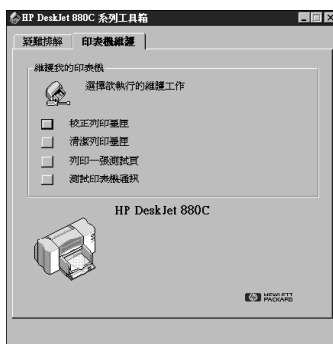 HP DeskJet 880C 系列工具箱
疑難排解 印表機維護
維護我的印表機
選擇欲執行的維護工作
校正列印墨匣
清潔列印墨匣
列印一張測試頁
測試印表機通訊
HP DeskJet 880C
HEWLETT
PACKARD